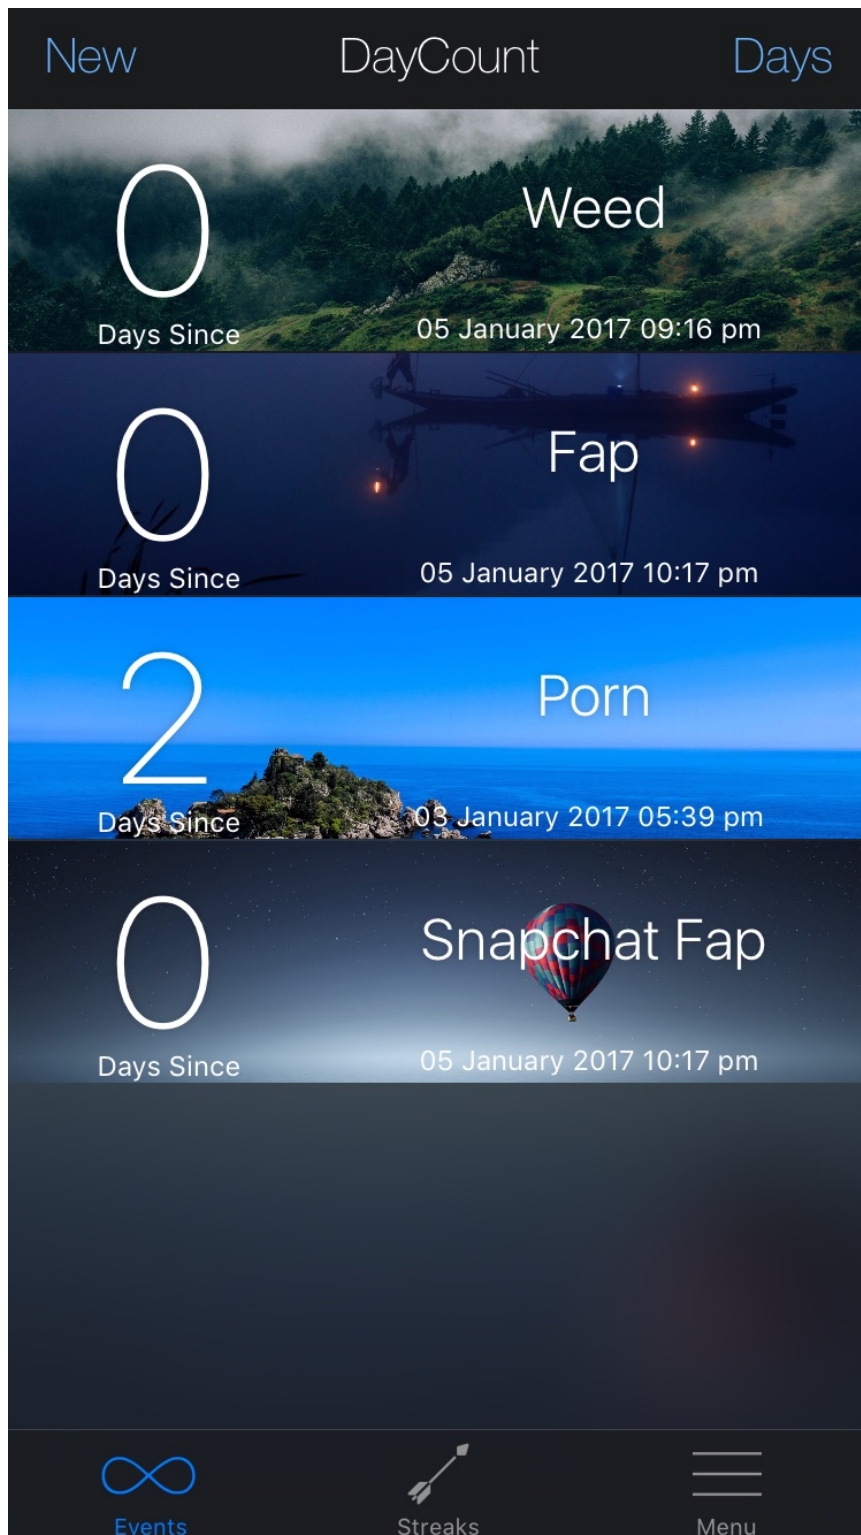 New DayCount Days
0 Weed
Days Since 05 January 2017 09:16 pm
0 Fap
Days Since 05 January 2017 10:17 pm
2 Porn
Days Since 03 January 2017 05:39 pm
0 Snapchat Fap
Days Since 05 January 2017 10:17 pm
Events Streaks Menu